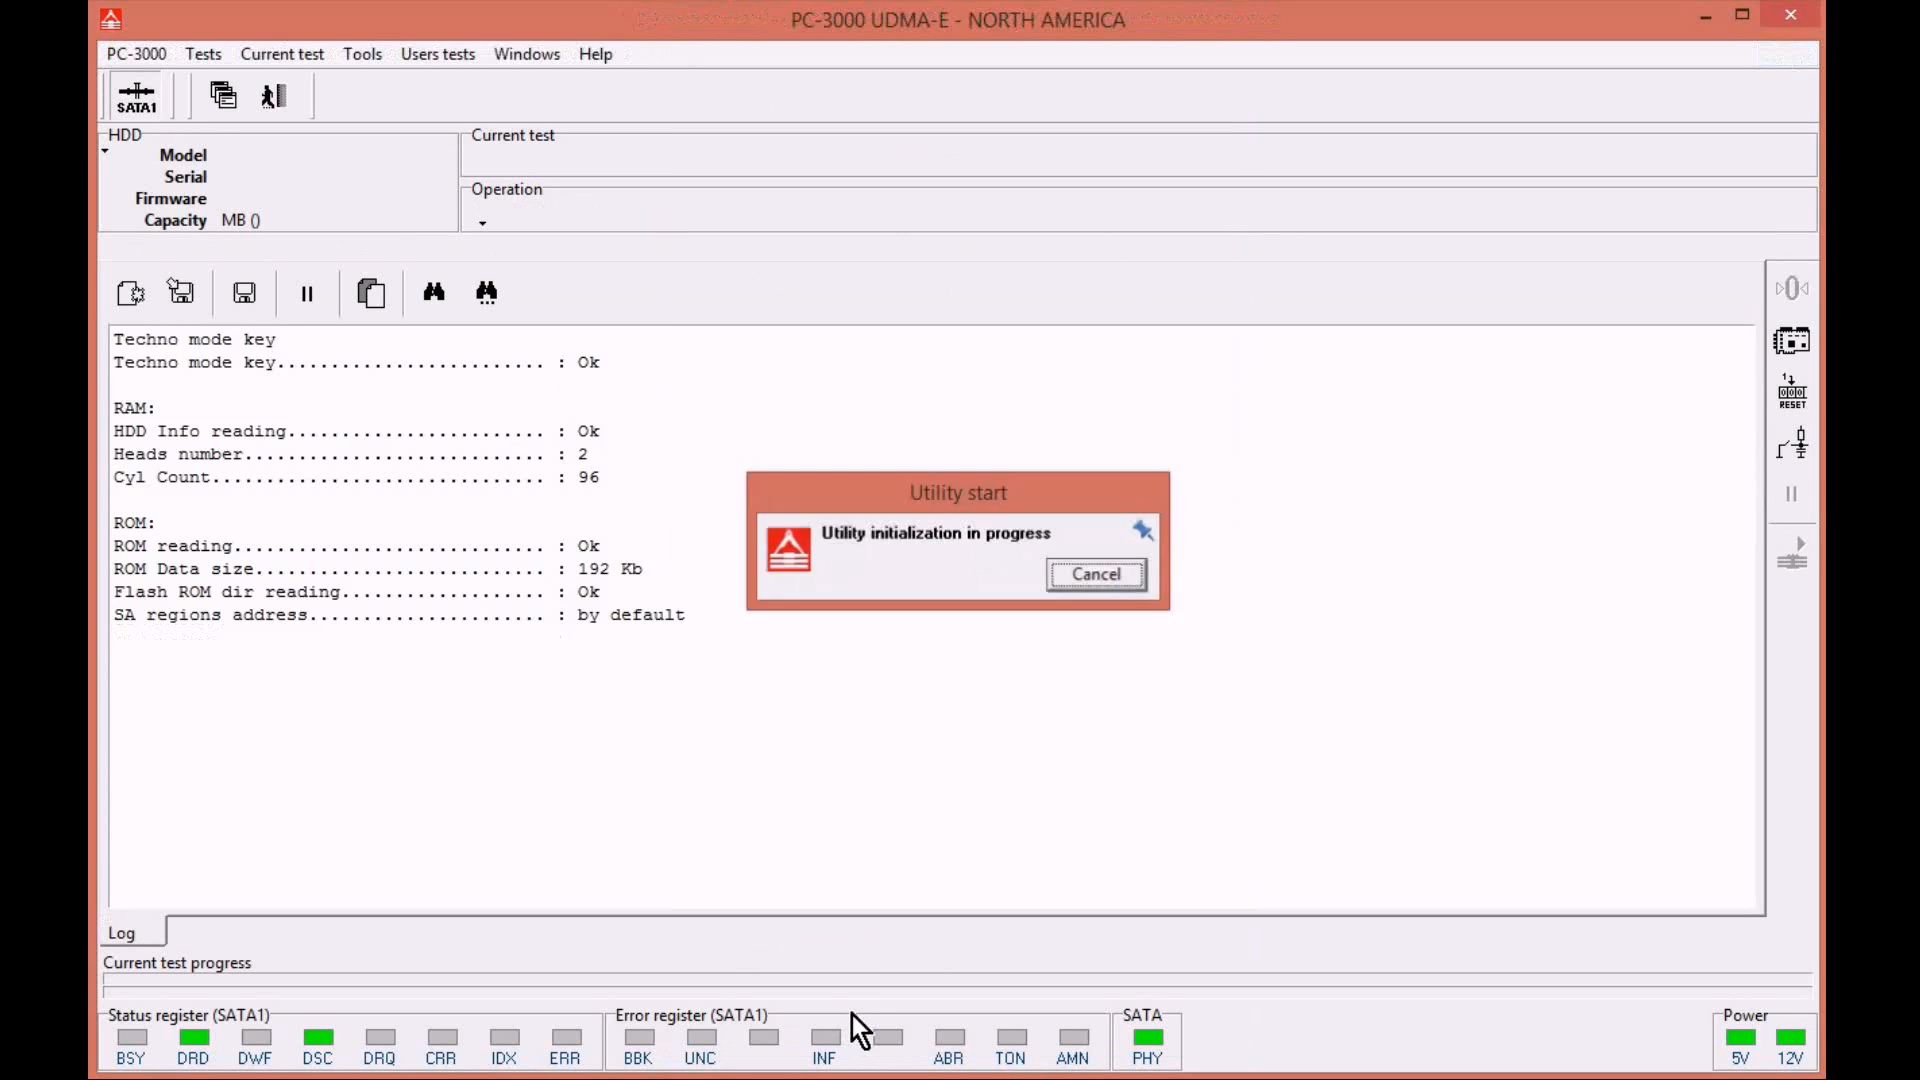 PC-3000 UDMA-E - NORTH AMERICA
PC-3000 Tests Current test Tools Users tests Windows Help
SATA1
HDD
Model
Serial
Firmware
Capacity MB ()
Current test
Operation
RESET
Techno mode key
Techno mode key......................... : Ok
RAM:
HDD Info reading........................ : Ok
Heads number............................ : 2
Cyl Count............................... : 96
ROM:
ROM reading............................. : Ok
ROM Data size........................... : 192 Kb
Flash ROM dir reading................... : Ok
SA regions address...................... : by default
Utility start
Utility initialization in progress
Cancel
Log
Current test progress
Status register (SATA1)
BSY DRD DWF DSC DRQ CRR IDX ERR
Error register (SATA1)
BBK UNC INF ABR TON AMN
SATA
PHY
Power
5V 12V